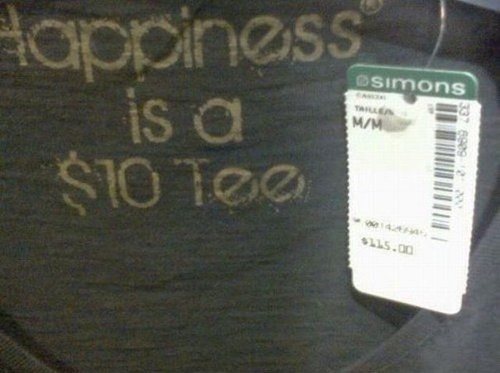 Happiness®
is a
$10 Tee
simons
TAILLE/S
M/M
$115.00